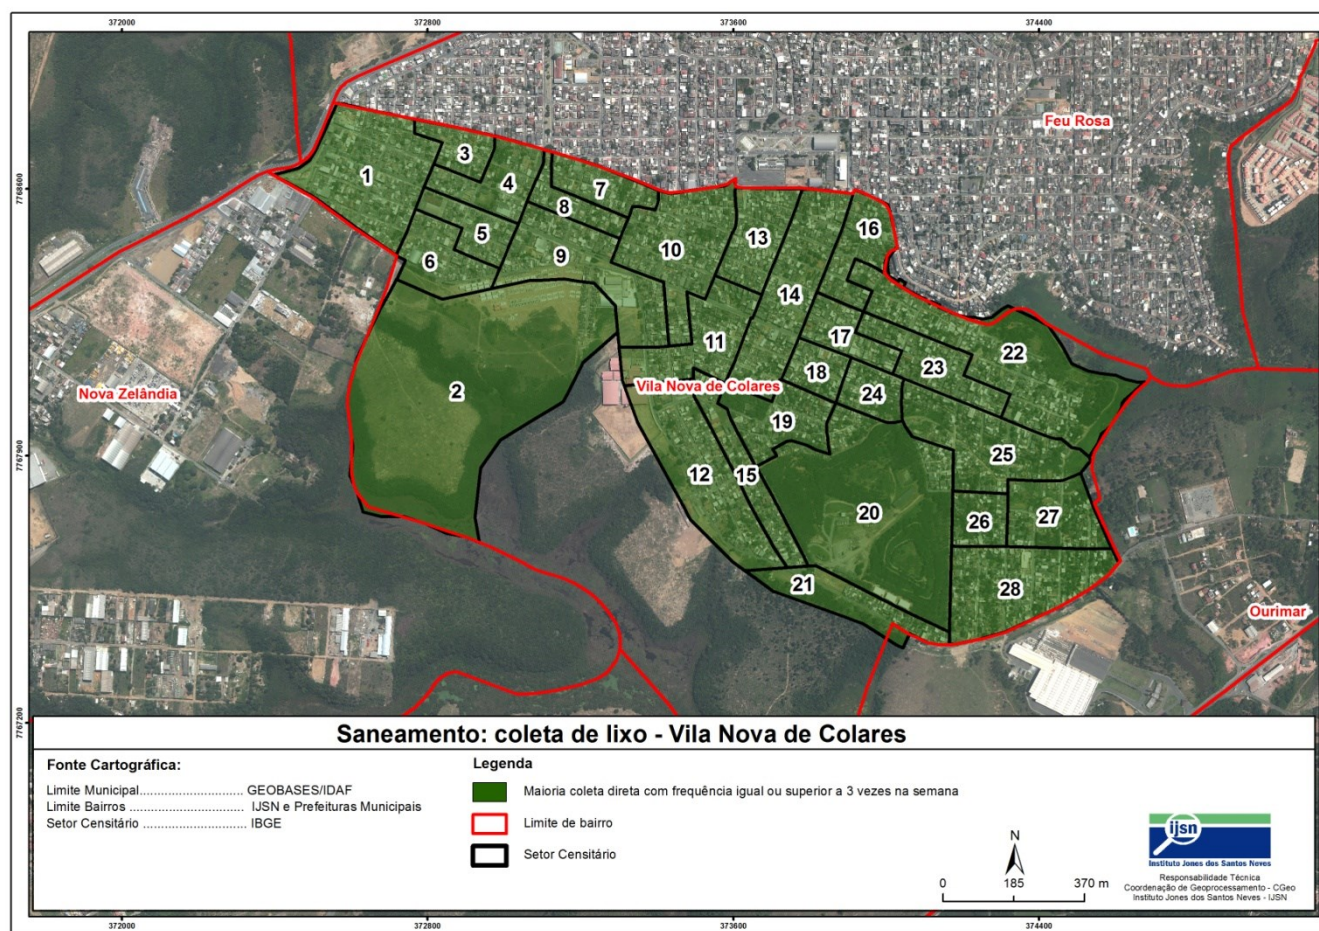 372000 372800 373600 374400
7768600
7767900
7767200
Feu Rosa
Nova Zelândia
Vila Nova de Colares
Ourimar
1
2
3
4
5
6
7
8
9
10
11
12
13
14
15
16
17
18
19
20
21
22
23
24
25
26
27
28
Saneamento: coleta de lixo - Vila Nova de Colares
Fonte Cartográfica:
Limite Municipal............................ GEOBASES/IDAF
Limite Bairros .............................. IJSN e Prefeituras Municipais
Setor Censitário ............................ IBGE
Legenda
Maioria coleta direta com frequência igual ou superior a 3 vezes na semana
Limite de bairro
Setor Censitário
N
0 185 370 m
ijsn
Instituto Jones dos Santos Neves
Responsabilidade Técnica
Coordenação de Geoprocessamento - CGeo
Instituto Jones dos Santos Neves - IJSN
372000 372800 373600 374400